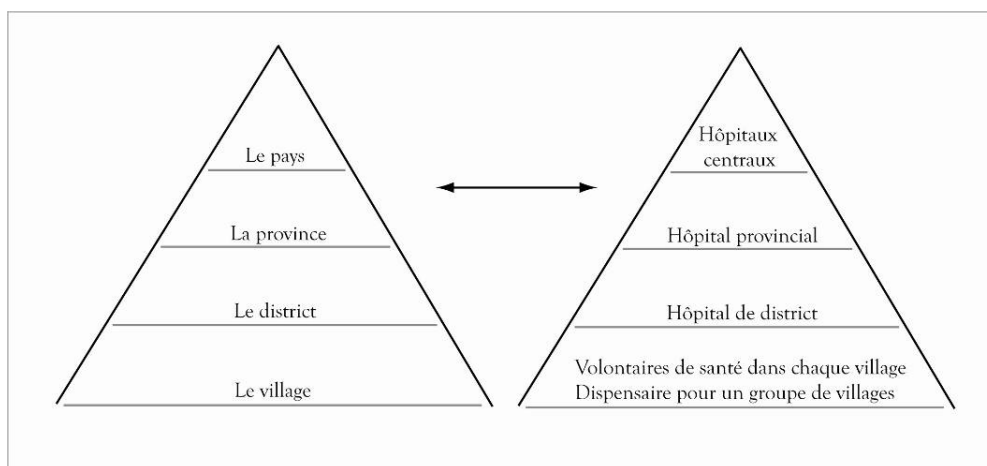 Le pays
La province
Le district
Le village
Hôpitaux
centraux
Hôpital provincial
Hôpital de district
Volontaires de santé dans chaque village
Dispensaire pour un groupe de villages